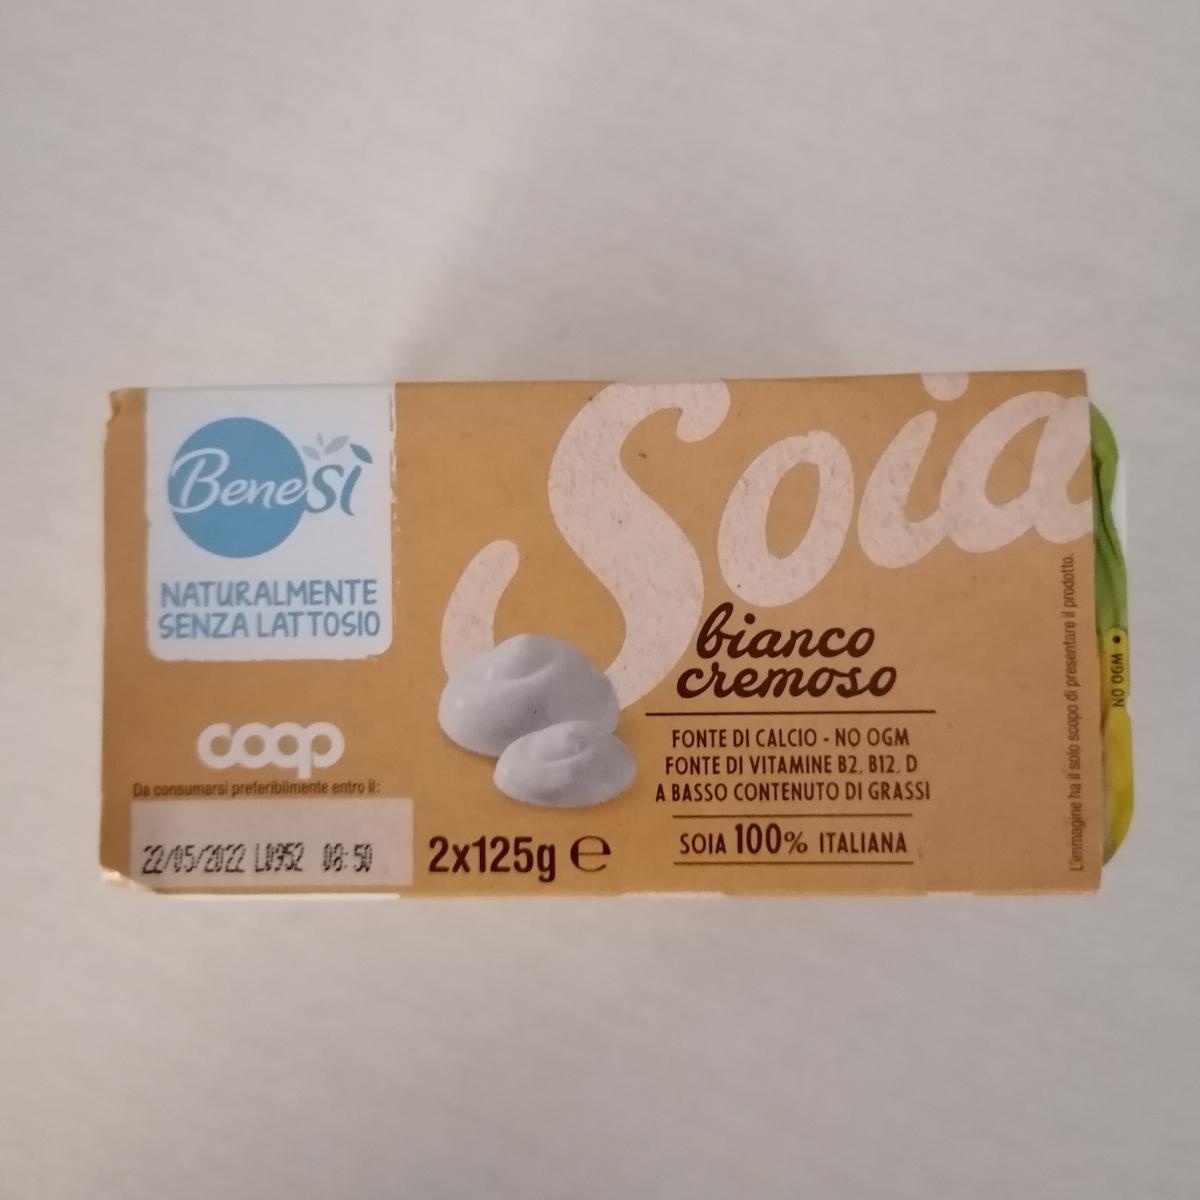 BeneSì
NATURALMENTE
SENZA LATTOSIO
coop
Da consumarsi preferibilmente entro il:
22/05/2022 L0952 08:50
2x125g ℮
Soia
bianco
cremoso
FONTE DI CALCIO - NO OGM
FONTE DI VITAMINE B2, B12, D
A BASSO CONTENUTO DI GRASSI
SOIA 100% ITALIANA
L'immagine ha il solo scopo di presentare il prodotto.
NO OGM •